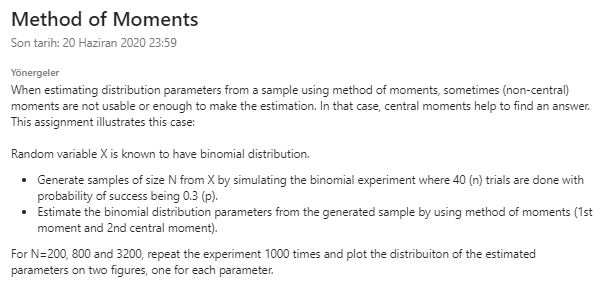 Method of Moments
Son tarih: 20 Haziran 2020 23:59
Yönergeler
When estimating distribution parameters from a sample using method of moments, sometimes (non-central)
moments are not usable or enough to make the estimation. In that case, central moments help to find an answer.
This assignment illustrates this case:
Random variable X is known to have binomial distribution.
• Generate samples of size N from X by simulating the binomial experiment where 40 (n) trials are done with
probability of success being 0.3 (p).
• Estimate the binomial distribution parameters from the generated sample by using method of moments (1st
moment and 2nd central moment).
For N=200, 800 and 3200, repeat the experiment 1000 times and plot the distribuiton of the estimated
parameters on two figures, one for each parameter.